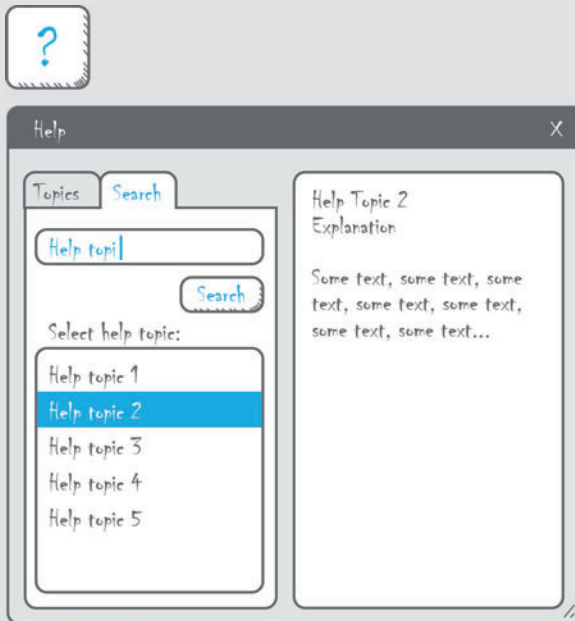 ?
Help X
Topics Search
Help topi
Search
Select help topic:
Help topic 1
Help topic 2
Help topic 3
Help topic 4
Help topic 5
Help Topic 2
Explanation
Some text, some text, some
text, some text, some text,
some text, some text...